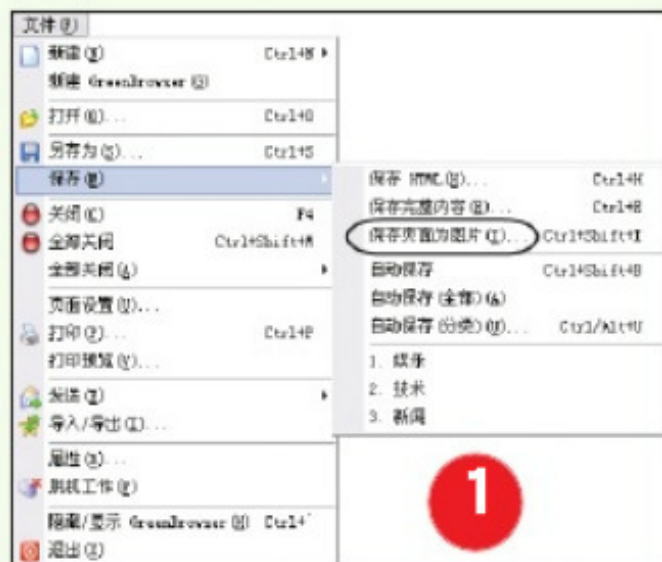 文件(F)
新建(N) Ctrl+N
新建 GreenBrowser(G)
打开(O)... Ctrl+O
另存为(S)... Ctrl+S
保存
关闭(C) F4
全部关闭 Ctrl+Shift+W
全部关闭(A)
页面设置(U)...
打印(P)... Ctrl+P
打印预览(V)...
发送
导入/导出(I)...
属性(R)...
脱机工作
隐藏/显示 GreenBrowser(H) Ctrl+`
退出(X)
保存 HTML(H)... Ctrl+H
保存完整内容(E)... Ctrl+E
保存页面为图片(I)... Ctrl+Shift+I
自动保存
自动保存(全部)(A)
自动保存(分类)(U)... Ctrl/Alt+U
1. 娱乐
2. 技术
3. 新闻
1